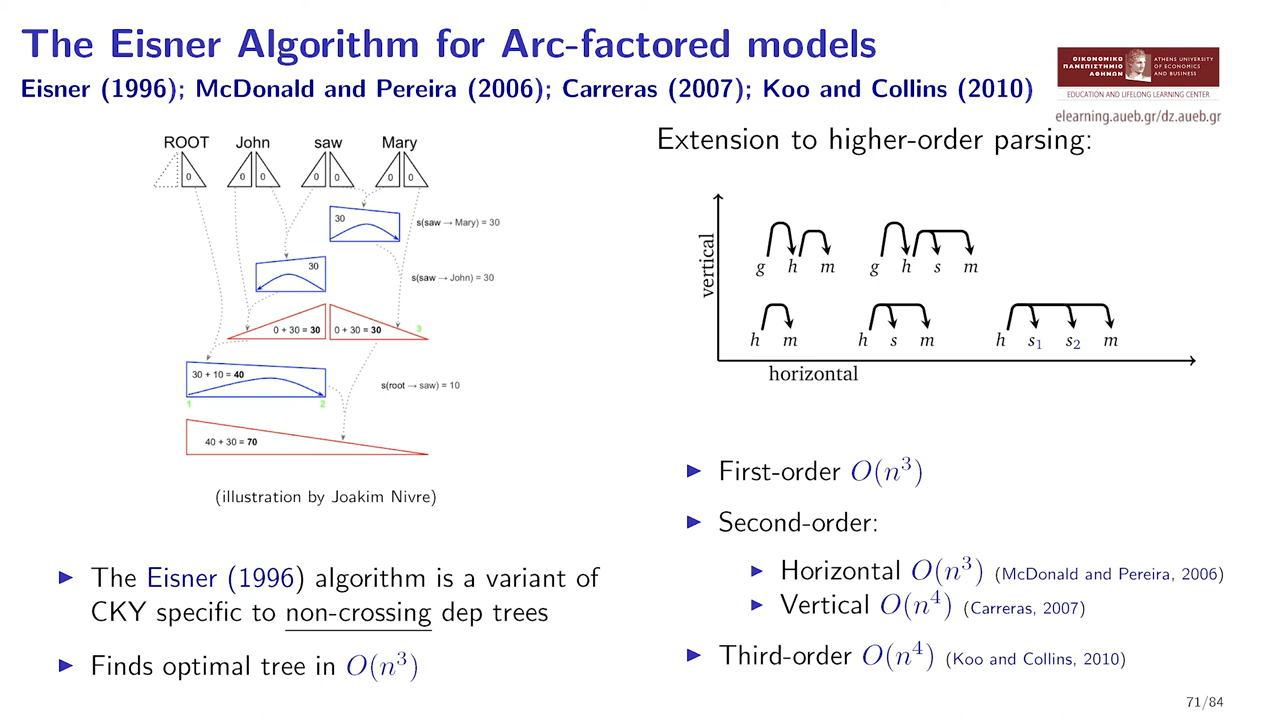 The Eisner Algorithm for Arc-factored models
Eisner (1996); McDonald and Pereira (2006); Carreras (2007); Koo and Collins (2010)
ΟΙΚΟΝΟΜΙΚΟ
ΠΑΝΕΠΙΣΤΗΜΙΟ
ΑΘΗΝΩΝ
ATHENS UNIVERSITY
OF ECONOMICS
AND BUSINESS
EDUCATION AND LIFELONG LEARNING CENTER
elearning.aueb.gr/dz.aueb.gr
ROOT John saw Mary
0 0 0 0 0 0 0
30
s(saw → Mary) = 30
30
s(saw → John) = 30
0 + 30 = 30
0 + 30 = 30
3
30 + 10 = 40
s(root → saw) = 10
1 2
40 + 30 = 70
(illustration by Joakim Nivre)
▶ The Eisner (1996) algorithm is a variant of
CKY specific to non-crossing dep trees
▶ Finds optimal tree in O(n³)
Extension to higher-order parsing:
vertical
g h m g h s m
h m h s m h s₁ s₂ m
horizontal
▶ First-order O(n³)
▶ Second-order:
▶ Horizontal O(n³) (McDonald and Pereira, 2006)
▶ Vertical O(n⁴) (Carreras, 2007)
▶ Third-order O(n⁴) (Koo and Collins, 2010)
71/84